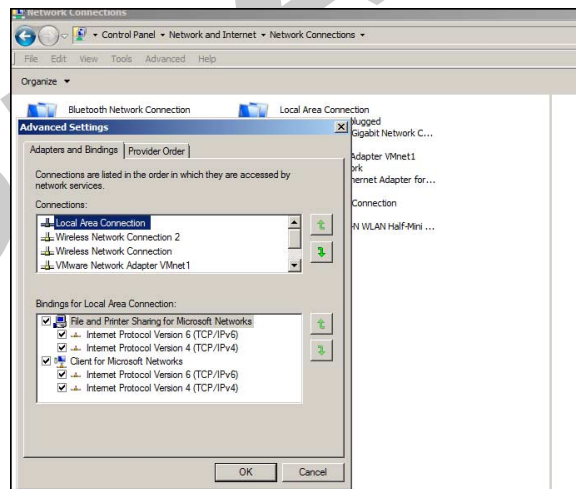 Network Connections
Control Panel Network and Internet Network Connections
File Edit View Tools Advanced Help
Organize
Bluetooth Network Connection
Local Area Connection
Gigabit Network C...
Adapter VMnet1
Adapter for...
Connection
WLAN Half-Mini ...
Advanced Settings
Adapters and Bindings Provider Order
Connections are listed in the order in which they are accessed by
network services.
Connections:
Local Area Connection
Wireless Network Connection 2
Wireless Network Connection
VMware Network Adapter VMnet1
Bindings for Local Area Connection:
File and Printer Sharing for Microsoft Networks
Internet Protocol Version 6 (TCP/IPv6)
Internet Protocol Version 4 (TCP/IPv4)
Client for Microsoft Networks
Internet Protocol Version 6 (TCP/IPv6)
Internet Protocol Version 4 (TCP/IPv4)
OK Cancel